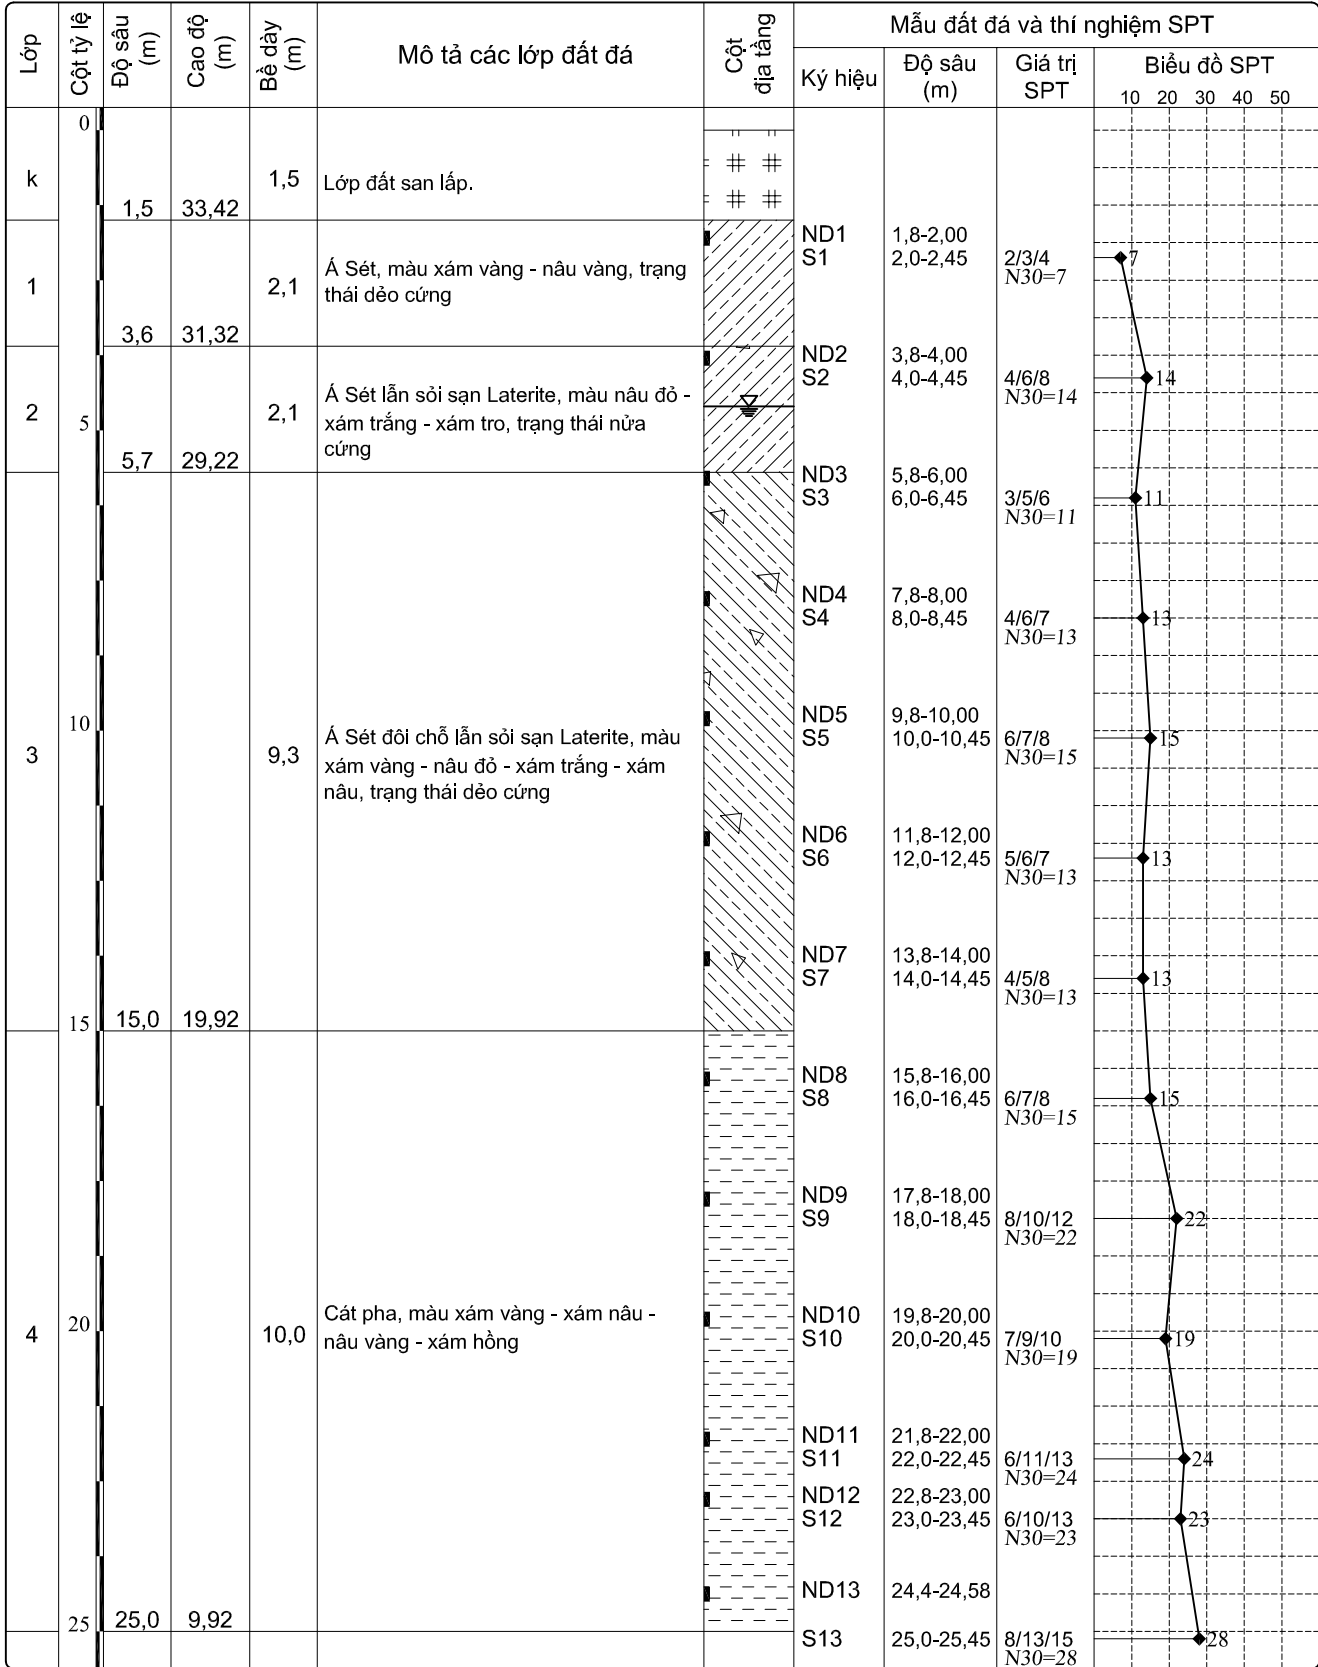 Lớp
Cột tỷ lệ
Độ sâu
(m)
Cao độ
(m)
Bề dày
(m)
Mô tả các lớp đất đá
Cột
địa tầng
Mẫu đất đá và thí nghiệm SPT
Ký hiệu
Độ sâu
(m)
Giá trị
SPT
Biểu đồ SPT
10 20 30 40 50
0
k
1,5 33,42
1,5
Lớp đất san lấp.
ND1 1,8-2,00
S1 2,0-2,45 2/3/4
N30=7
7
1
3,6 31,32
2,1
Á Sét, màu xám vàng - nâu vàng, trạng
thái dẻo cứng
ND2 3,8-4,00
S2 4,0-4,45 4/6/8
N30=14
14
2
5
5,7 29,22
2,1
Á Sét lẫn sỏi sạn Laterite, màu nâu đỏ -
xám trắng - xám tro, trạng thái nửa
cứng
ND3 5,8-6,00
S3 6,0-6,45 3/5/6
N30=11
11
ND4 7,8-8,00
S4 8,0-8,45 4/6/7
N30=13
13
10
3
15,0 19,92
9,3
Á Sét đôi chỗ lẫn sỏi sạn Laterite, màu
xám vàng - nâu đỏ - xám trắng - xám
nâu, trạng thái dẻo cứng
ND5 9,8-10,00
S5 10,0-10,45 6/7/8
N30=15
15
ND6 11,8-12,00
S6 12,0-12,45 5/6/7
N30=13
13
ND7 13,8-14,00
S7 14,0-14,45 4/5/8
N30=13
13
15
ND8 15,8-16,00
S8 16,0-16,45 6/7/8
N30=15
15
ND9 17,8-18,00
S9 18,0-18,45 8/10/12
N30=22
22
4
20
10,0
Cát pha, màu xám vàng - xám nâu -
nâu vàng - xám hồng
ND10 19,8-20,00
S10 20,0-20,45 7/9/10
N30=19
19
ND11 21,8-22,00
S11 22,0-22,45 6/11/13
N30=24
24
ND12 22,8-23,00
S12 23,0-23,45 6/10/13
N30=23
23
ND13 24,4-24,58
25
25,0 9,92
S13 25,0-25,45 8/13/15
N30=28
28